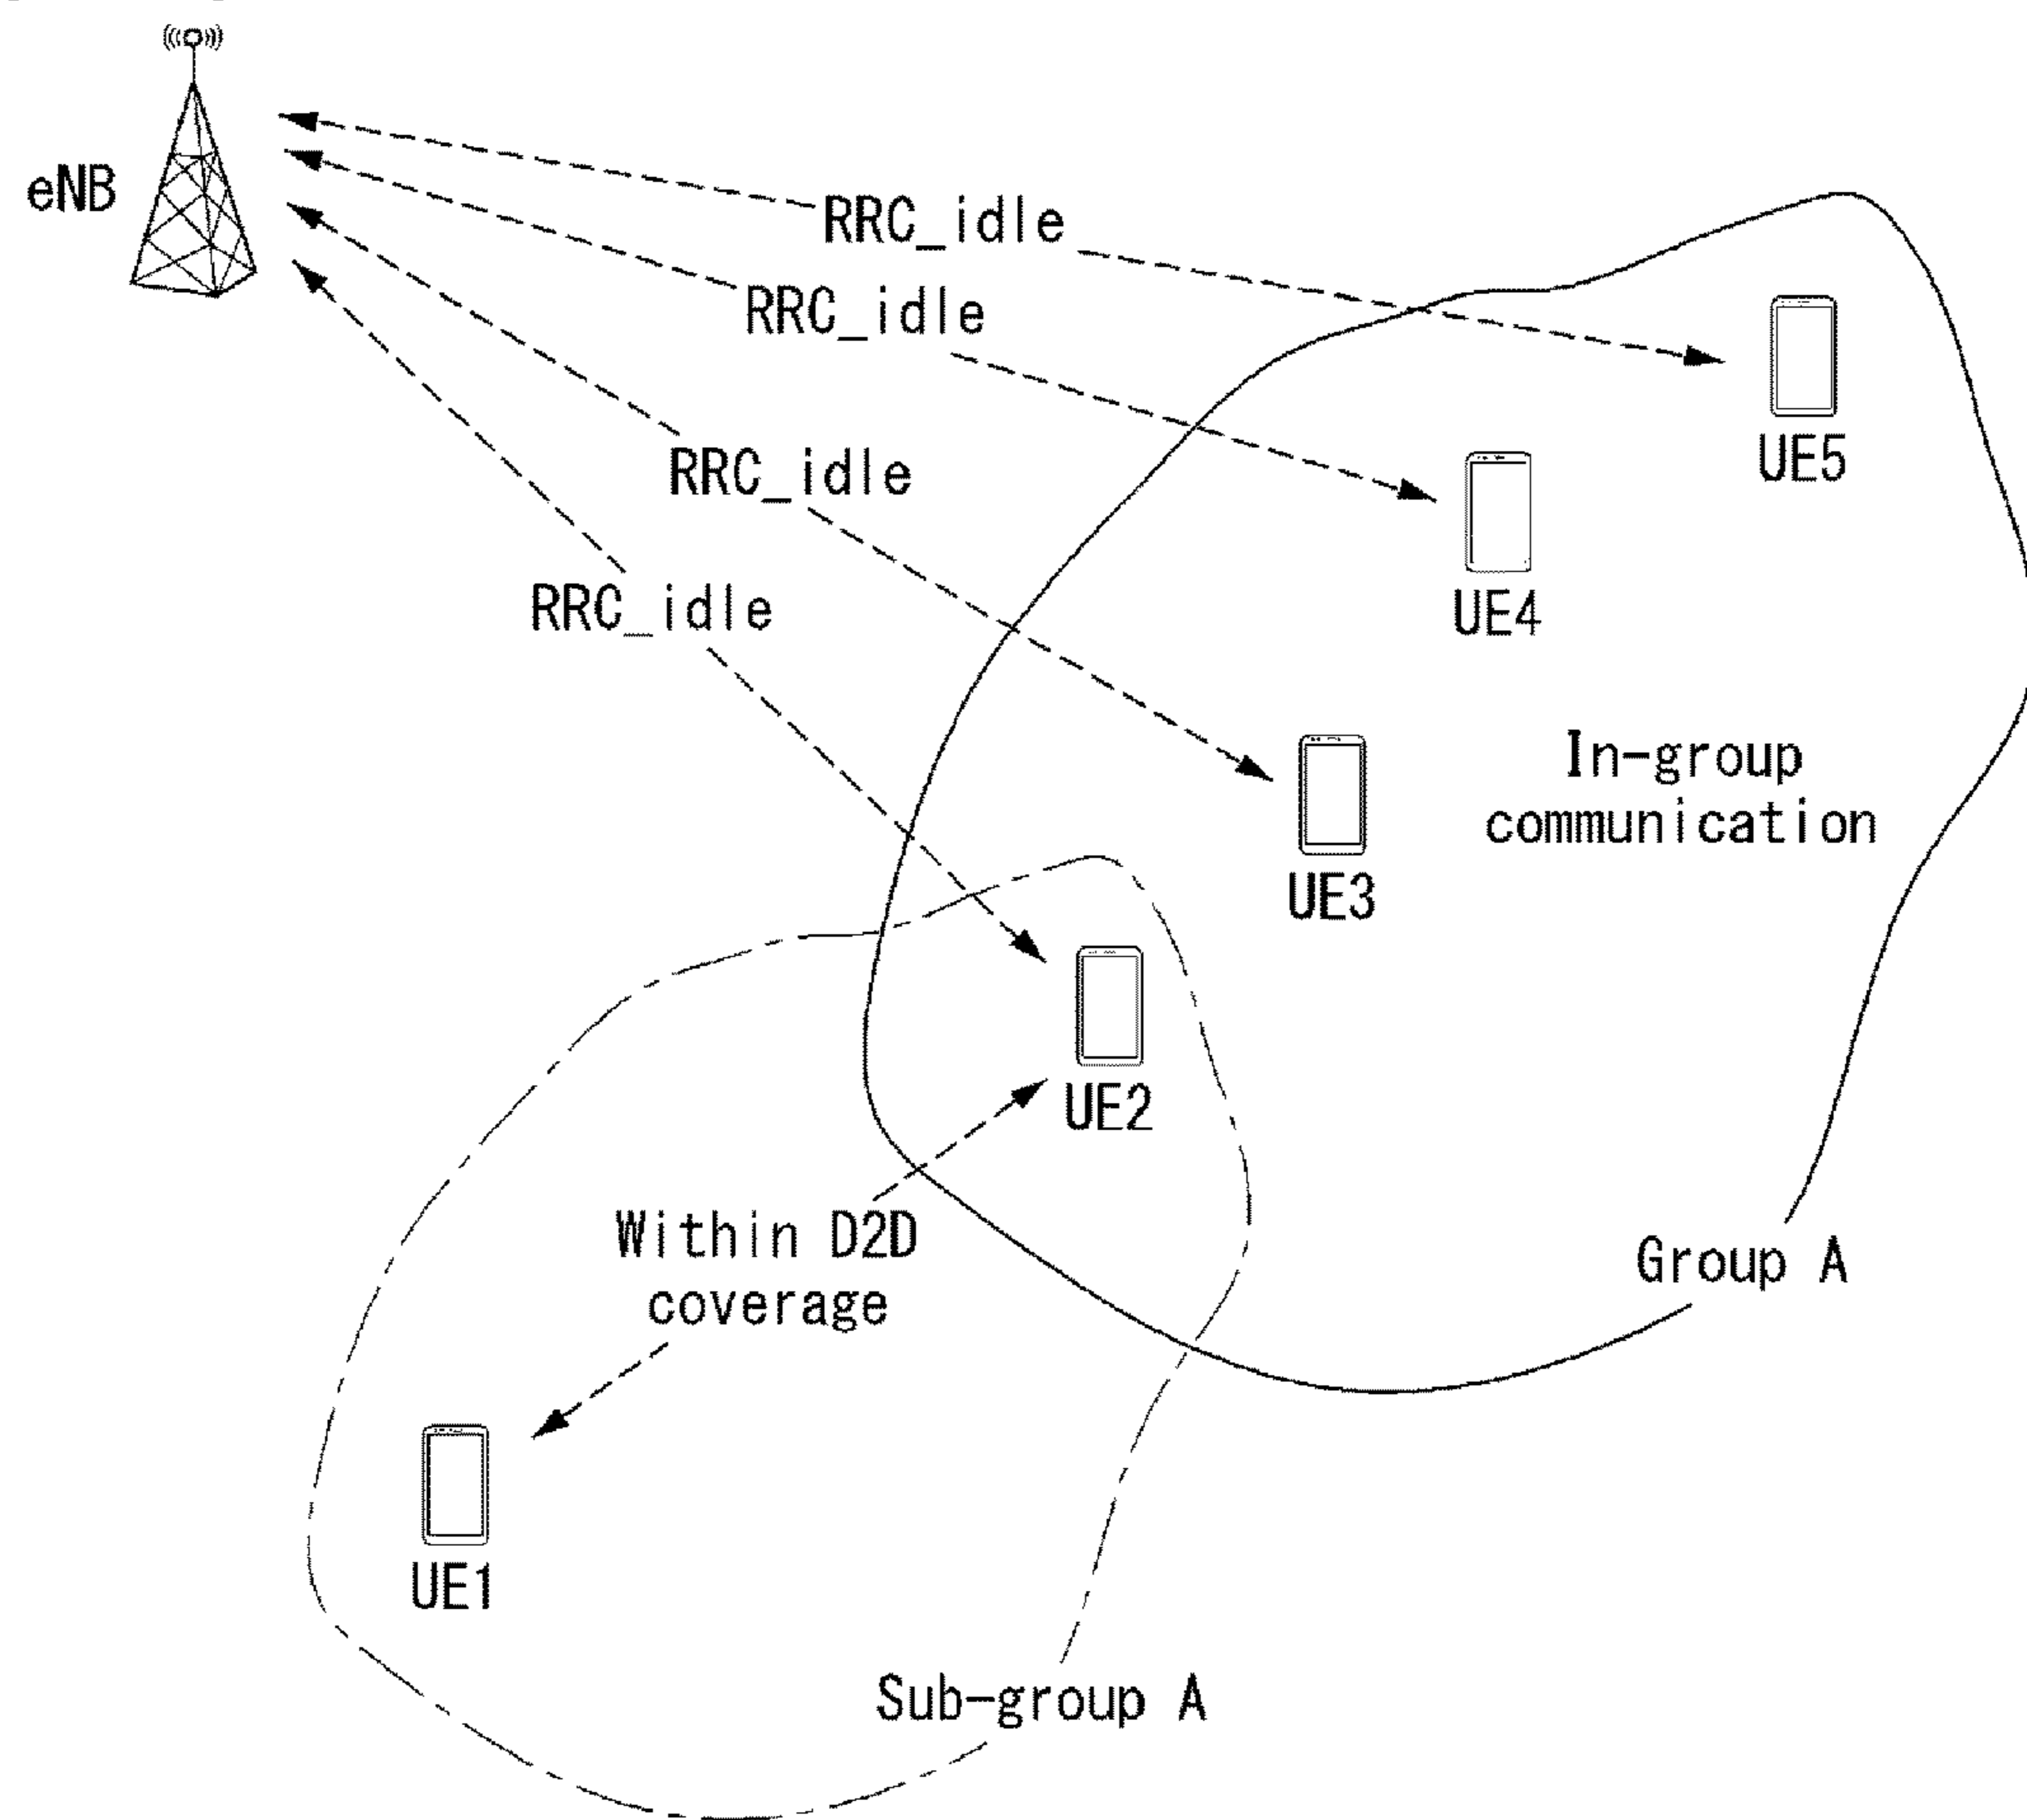 eNB
RRC_idle
RRC_idle
RRC_idle
RRC_idle
UE5
UE4
In-group
communication
UE3
UE2
Within D2D
coverage
Group A
UE1
Sub-group A